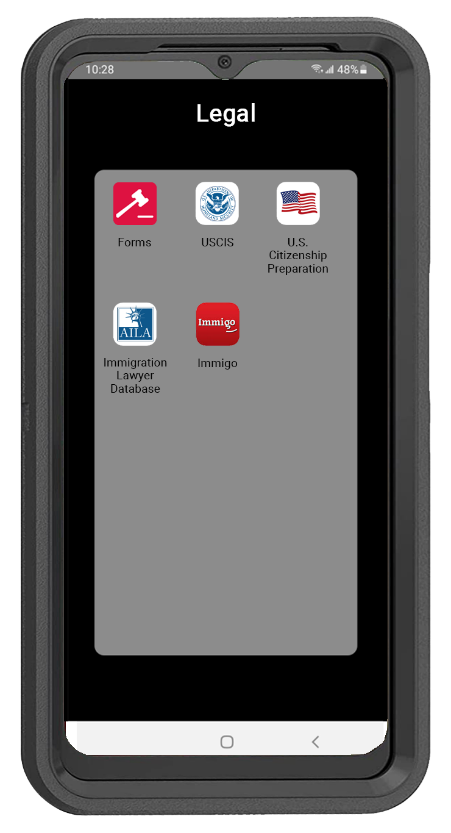 10:28 48%
Legal
Forms
USCIS
U.S.
Citizenship
Preparation
AILA
Immigo
Immigration
Lawyer
Database
Immigo